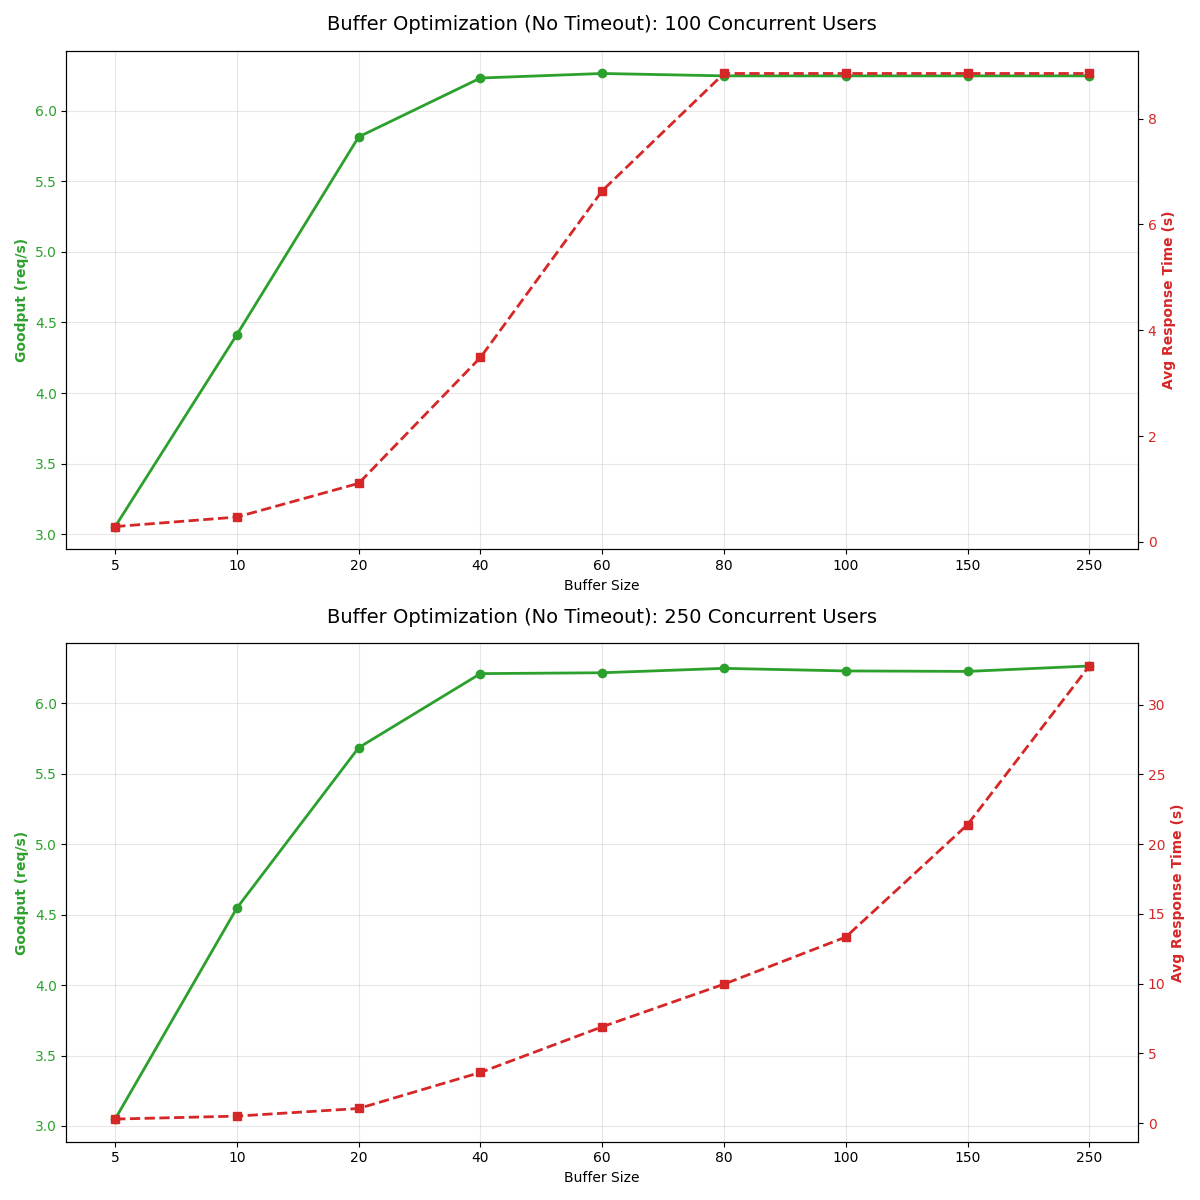 Buffer Optimization (No Timeout): 100 Concurrent Users
Goodput (req/s)
6.0
5.5
5.0
4.5
4.0
3.5
3.0
8
6
4
2
0
Avg Response Time (s)
5 10 20 40 60 80 100 150 250
Buffer Size
Buffer Optimization (No Timeout): 250 Concurrent Users
Goodput (req/s)
6.0
5.5
5.0
4.5
4.0
3.5
3.0
30
25
20
15
10
5
0
Avg Response Time (s)
5 10 20 40 60 80 100 150 250
Buffer Size